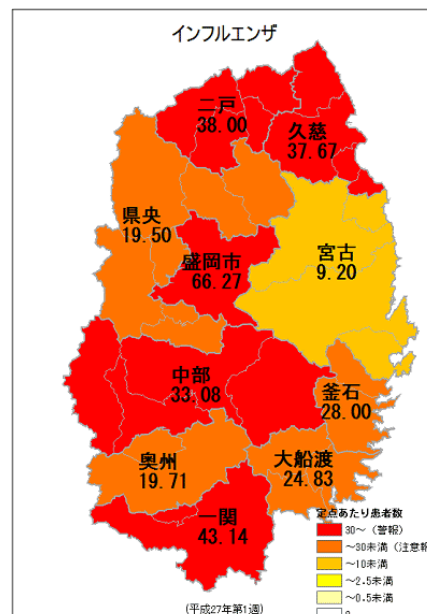 インフルエンザ
二戸
38.00
久慈
37.67
県央
19.50
盛岡市
66.27
宮古
9.20
中部
33.08
釜石
28.00
奥州
19.71
大船渡
24.83
一関
43.14
定点あたり患者数
30～（警報）
～30未満（注意報
～10未満
～2.5未満
～0.5未満
0
(平成27年第1週)